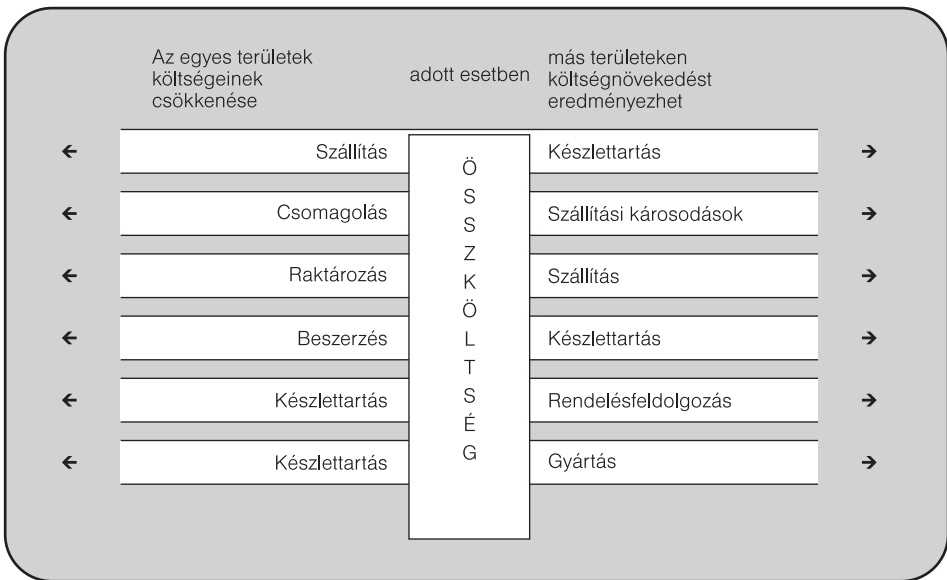 Az egyes területek
költségeinek
csökkenése
adott esetben
más területeken
költségnövekedést
eredményezhet
← Szállítás Készlettartás →
← Csomagolás Szállítási károsodások →
← Raktározás Szállítás →
← Beszerzés Készlettartás →
← Készlettartás Rendelésfeldolgozás →
← Készlettartás Gyártás →
Ö
S
S
Z
K
Ö
L
T
S
É
G